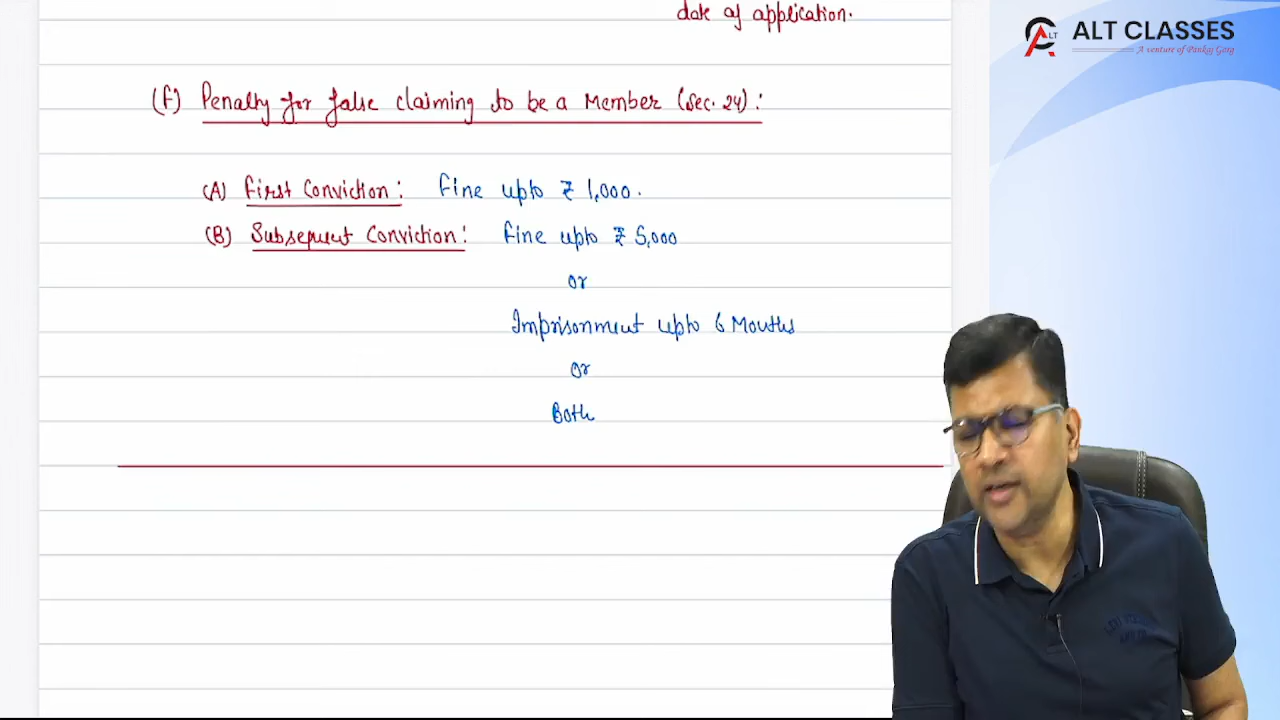 date of application.
ALT CLASSES
A venture of Pankaj Garg
(F) Penalty for false claiming to be a Member (Sec. 24):
(A) First Conviction: Fine upto ₹ 1,000.
(B) Subsequent Conviction: Fine upto ₹ 5,000
or
Imprisonment upto 6 Months
or
Both